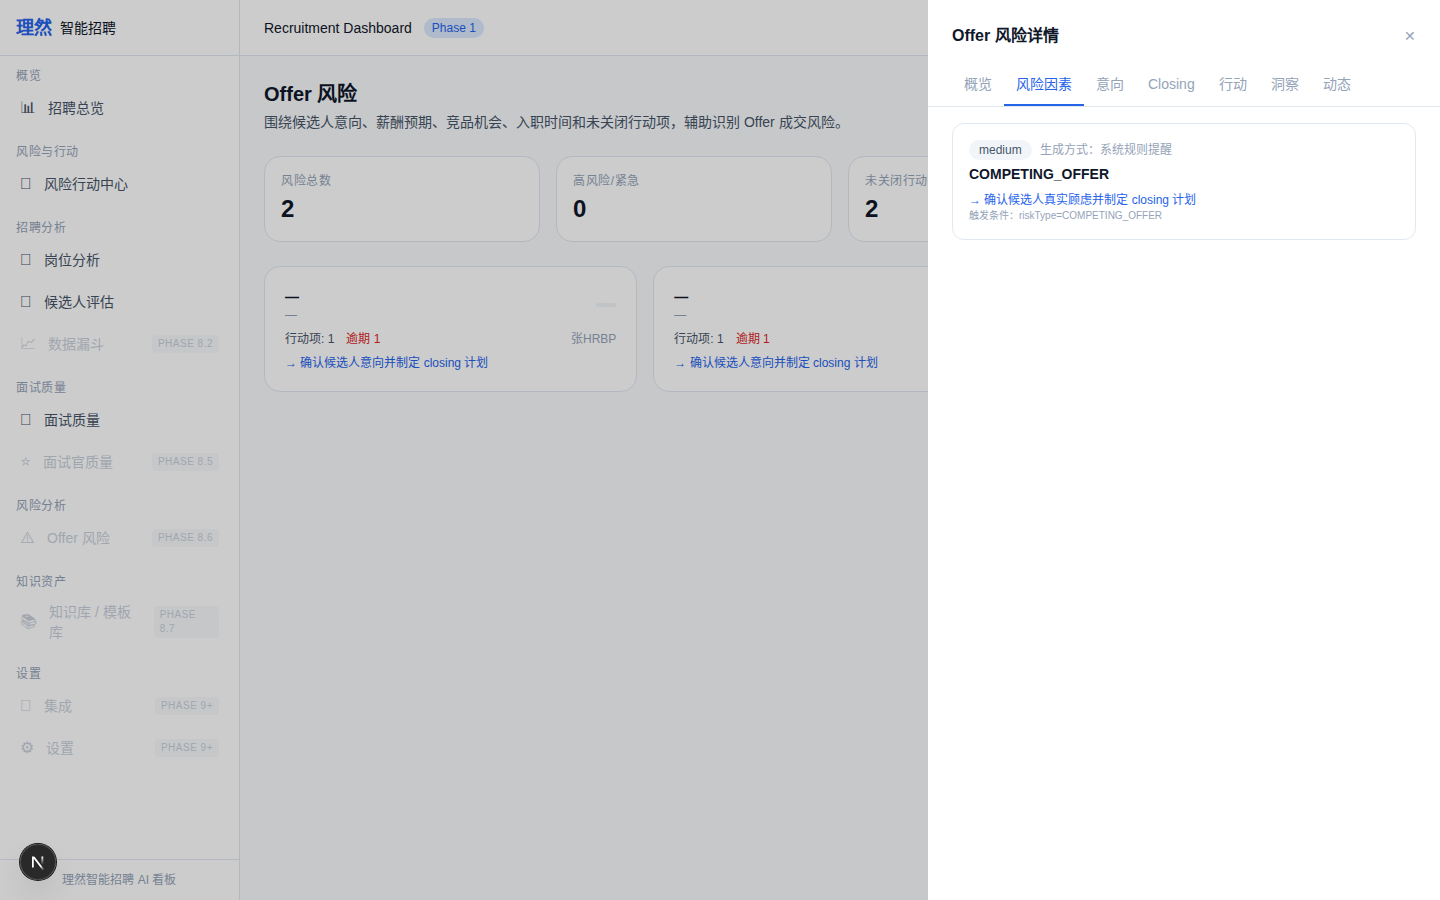 理然 智能招聘
Recruitment Dashboard Phase 1
概览
招聘总览
风险与行动
风险行动中心
招聘分析
岗位分析
候选人评估
数据漏斗 PHASE 8.2
面试质量
面试质量
面试官质量 PHASE 8.5
风险分析
Offer 风险 PHASE 8.6
知识资产
知识库 / 模板
库
PHASE
8.7
设置
集成 PHASE 9+
设置 PHASE 9+
理然智能招聘 AI 看板
Offer 风险
围绕候选人意向、薪酬预期、竞品机会、入职时间和未关闭行动项，辅助识别 Offer 成交风险。
风险总数
2
高风险/紧急
0
未关闭行动
2
—
—
行动项: 1 逾期 1 张HRBP
→ 确认候选人意向并制定 closing 计划
—
—
行动项: 1 逾期 1
→ 确认候选人意向并制定 closing 计划
Offer 风险详情 ×
概览 风险因素 意向 Closing 行动 洞察 动态
medium 生成方式：系统规则提醒
COMPETING_OFFER
→ 确认候选人真实顾虑并制定 closing 计划
触发条件：riskType=COMPETING_OFFER